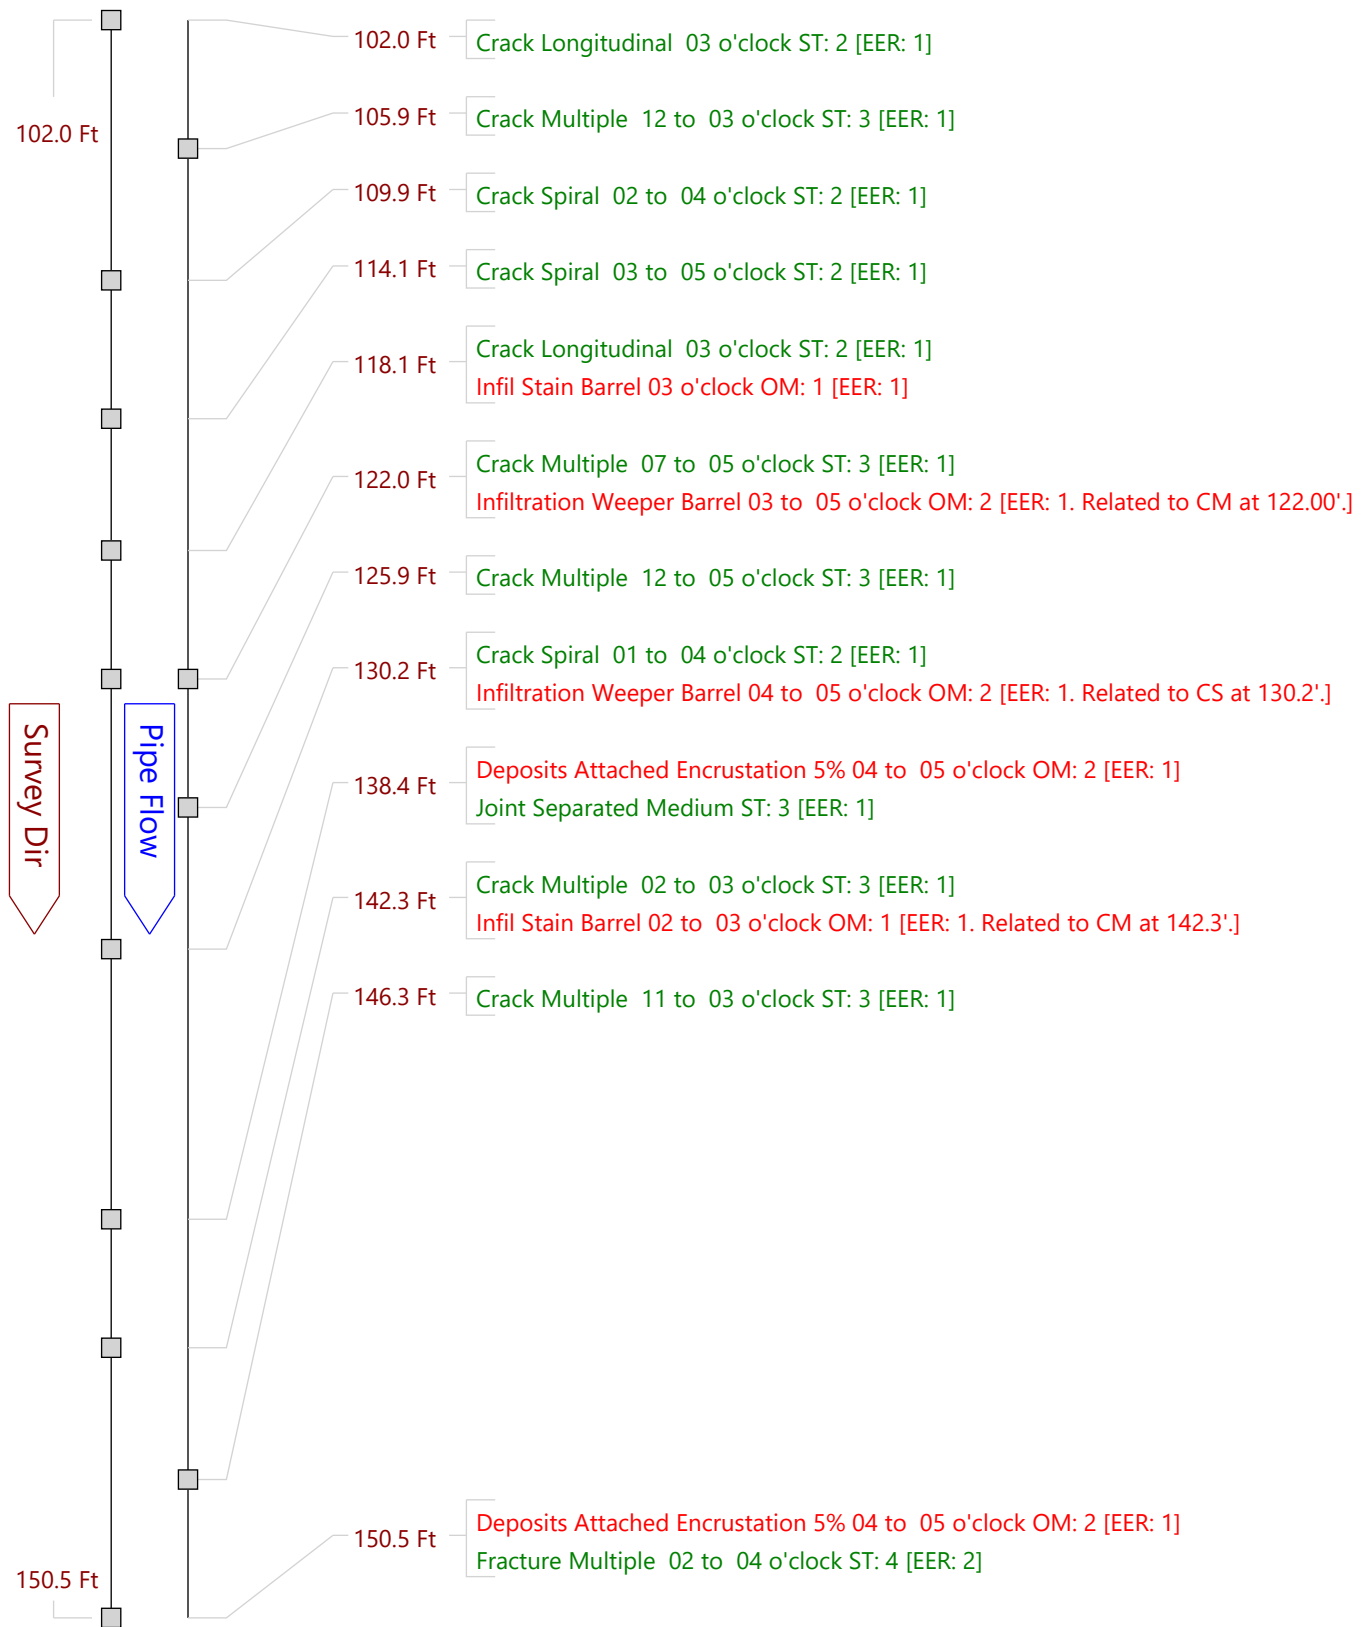 102.0 Ft
102.0 Ft
Crack Longitudinal  03 o'clock ST: 2 [EER: 1]
105.9 Ft
Crack Multiple  12 to  03 o'clock ST: 3 [EER: 1]
109.9 Ft
Crack Spiral  02 to  04 o'clock ST: 2 [EER: 1]
114.1 Ft
Crack Spiral  03 to  05 o'clock ST: 2 [EER: 1]
118.1 Ft
Crack Longitudinal  03 o'clock ST: 2 [EER: 1]
Infil Stain Barrel 03 o'clock OM: 1 [EER: 1]
122.0 Ft
Crack Multiple  07 to  05 o'clock ST: 3 [EER: 1]
Infiltration Weeper Barrel 03 to  05 o'clock OM: 2 [EER: 1. Related to CM at 122.00'.]
125.9 Ft
Crack Multiple  12 to  05 o'clock ST: 3 [EER: 1]
130.2 Ft
Crack Spiral  01 to  04 o'clock ST: 2 [EER: 1]
Infiltration Weeper Barrel 04 to  05 o'clock OM: 2 [EER: 1. Related to CS at 130.2'.]
Survey Dir
Pipe Flow
138.4 Ft
Deposits Attached Encrustation 5% 04 to  05 o'clock OM: 2 [EER: 1]
Joint Separated Medium ST: 3 [EER: 1]
142.3 Ft
Crack Multiple  02 to  03 o'clock ST: 3 [EER: 1]
Infil Stain Barrel 02 to  03 o'clock OM: 1 [EER: 1. Related to CM at 142.3'.]
146.3 Ft
Crack Multiple  11 to  03 o'clock ST: 3 [EER: 1]
150.5 Ft
Deposits Attached Encrustation 5% 04 to  05 o'clock OM: 2 [EER: 1]
Fracture Multiple  02 to  04 o'clock ST: 4 [EER: 2]
150.5 Ft